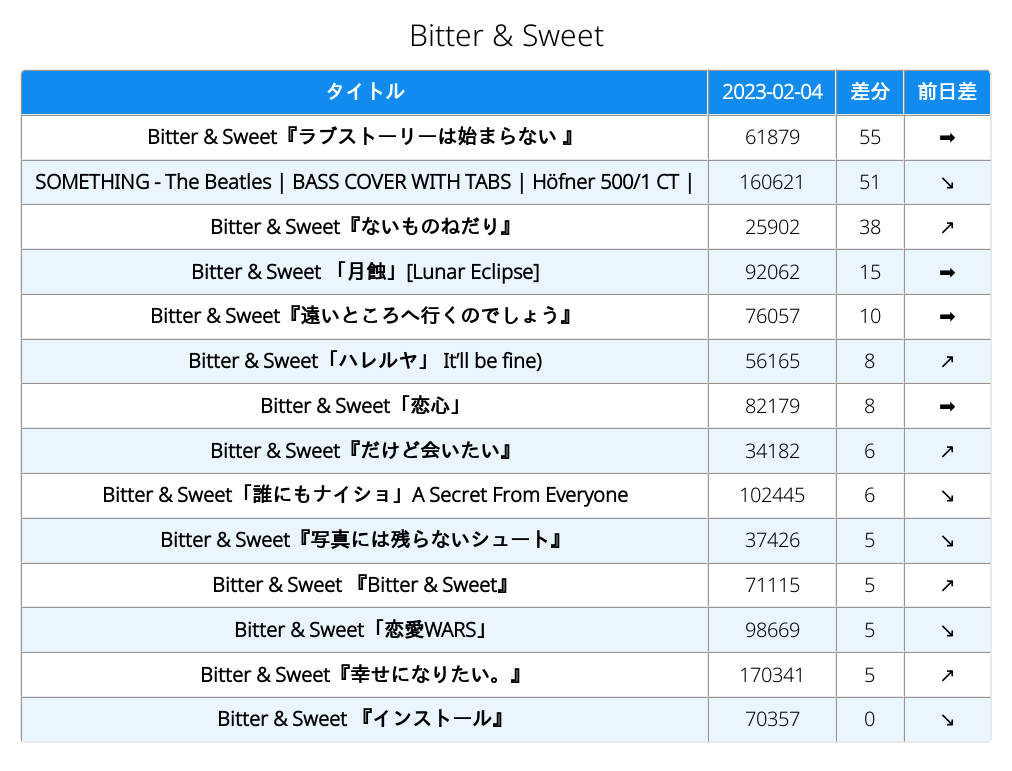 Bitter & Sweet
タイトル 2023-02-04 差分 前日差
Bitter & Sweet『ラブストーリーは始まらない 』 61879 55 ➡
SOMETHING - The Beatles | BASS COVER WITH TABS | Höfner 500/1 CT | 160621 51 ↘
Bitter & Sweet『ないものねだり』 25902 38 ↗
Bitter & Sweet 「月蝕」[Lunar Eclipse] 92062 15 ➡
Bitter & Sweet『遠いところへ行くのでしょう』 76057 10 ➡
Bitter & Sweet「ハレルヤ」 It'll be fine) 56165 8 ↗
Bitter & Sweet「恋心」 82179 8 ➡
Bitter & Sweet『だけど会いたい』 34182 6 ↗
Bitter & Sweet「誰にもナイショ」A Secret From Everyone 102445 6 ↘
Bitter & Sweet『写真には残らないシュート』 37426 5 ↘
Bitter & Sweet 『Bitter & Sweet』 71115 5 ↗
Bitter & Sweet「恋愛WARS」 98669 5 ↘
Bitter & Sweet『幸せになりたい。』 170341 5 ↗
Bitter & Sweet 『インストール』 70357 0 ↘